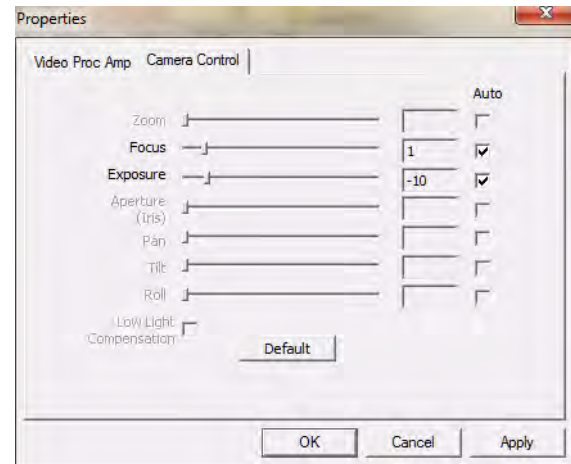 Properties
Video Proc Amp Camera Control
Auto
Zoom
Focus 1
Exposure -10
Aperture
(Iris)
Pan
Tilt
Roll
Low Light
Compensation
Default
OK Cancel Apply